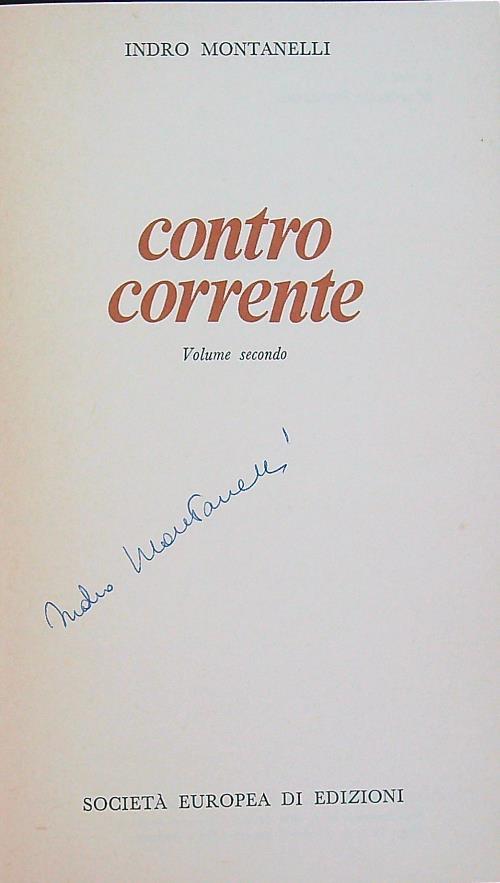 INDRO MONTANELLI
contro
corrente
Volume secondo
Indro Montanelli
SOCIETÀ EUROPEA DI EDIZIONI